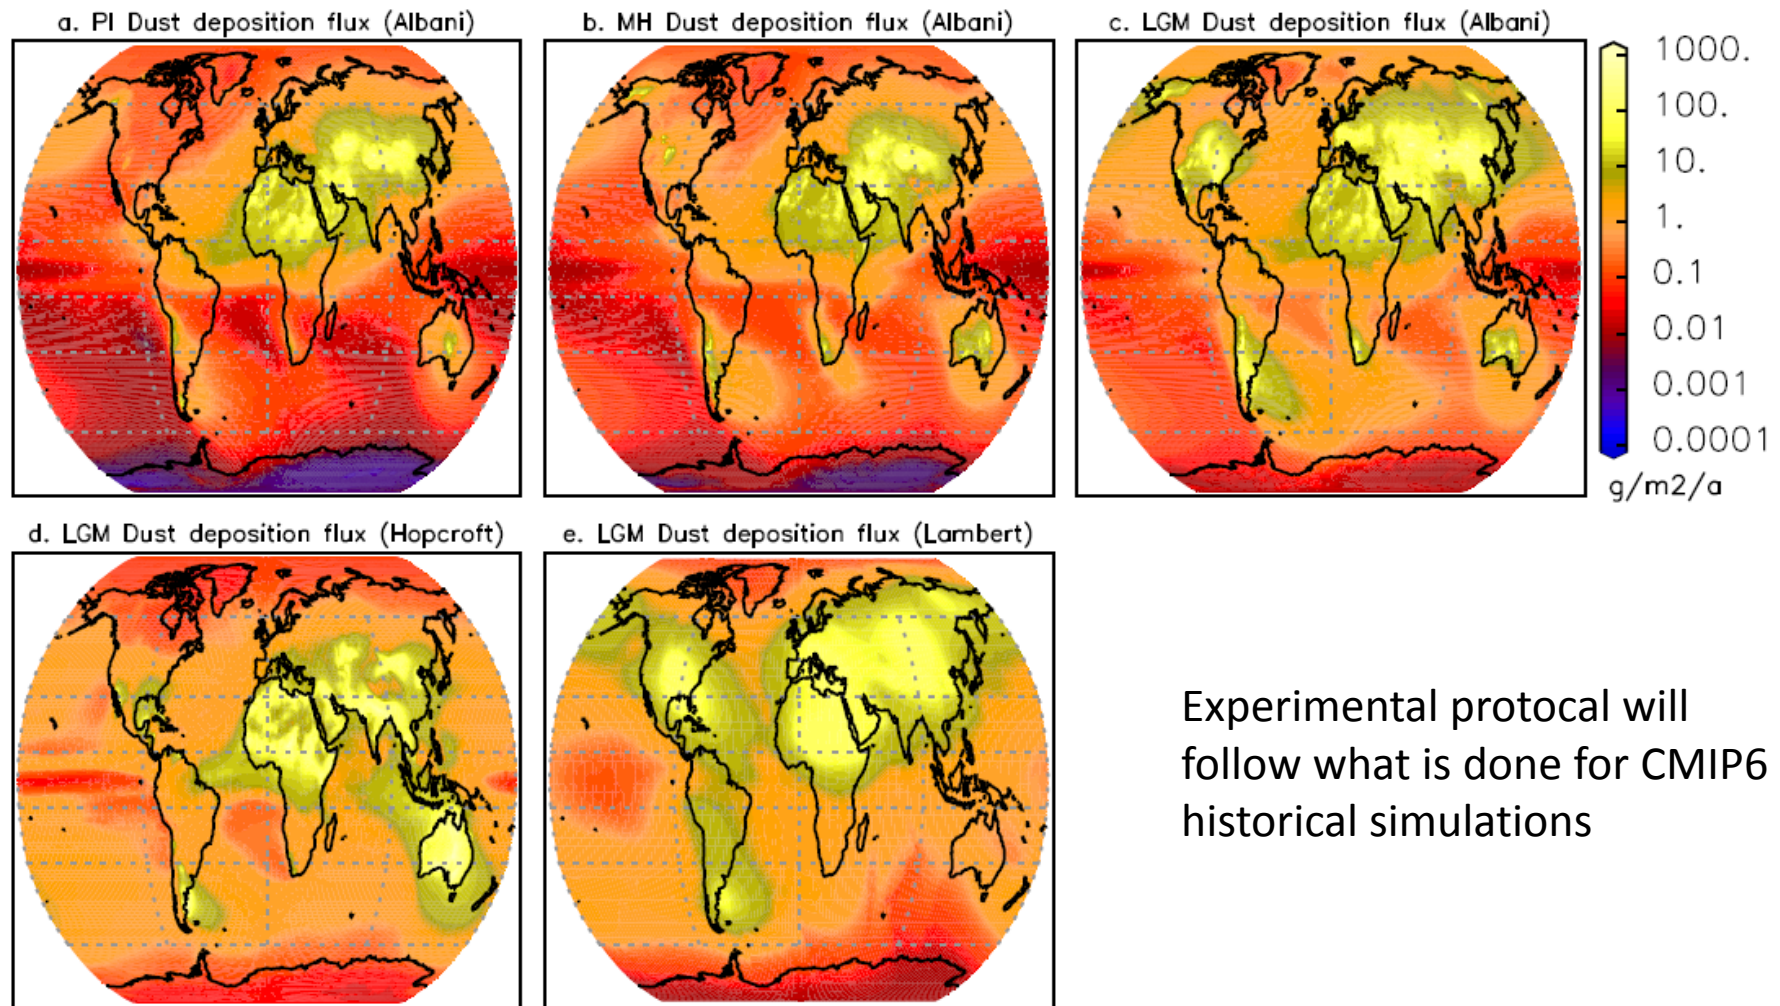 a. PI Dust deposition flux (Albani)
b. MH Dust deposition flux (Albani)
c. LGM Dust deposition flux (Albani)
1000.
100.
10.
1.
0.1
0.01
0.001
0.0001
g/m2/a
d. LGM Dust deposition flux (Hopcroft)
e. LGM Dust deposition flux (Lambert)
Experimental protocal will
follow what is done for CMIP6
historical simulations